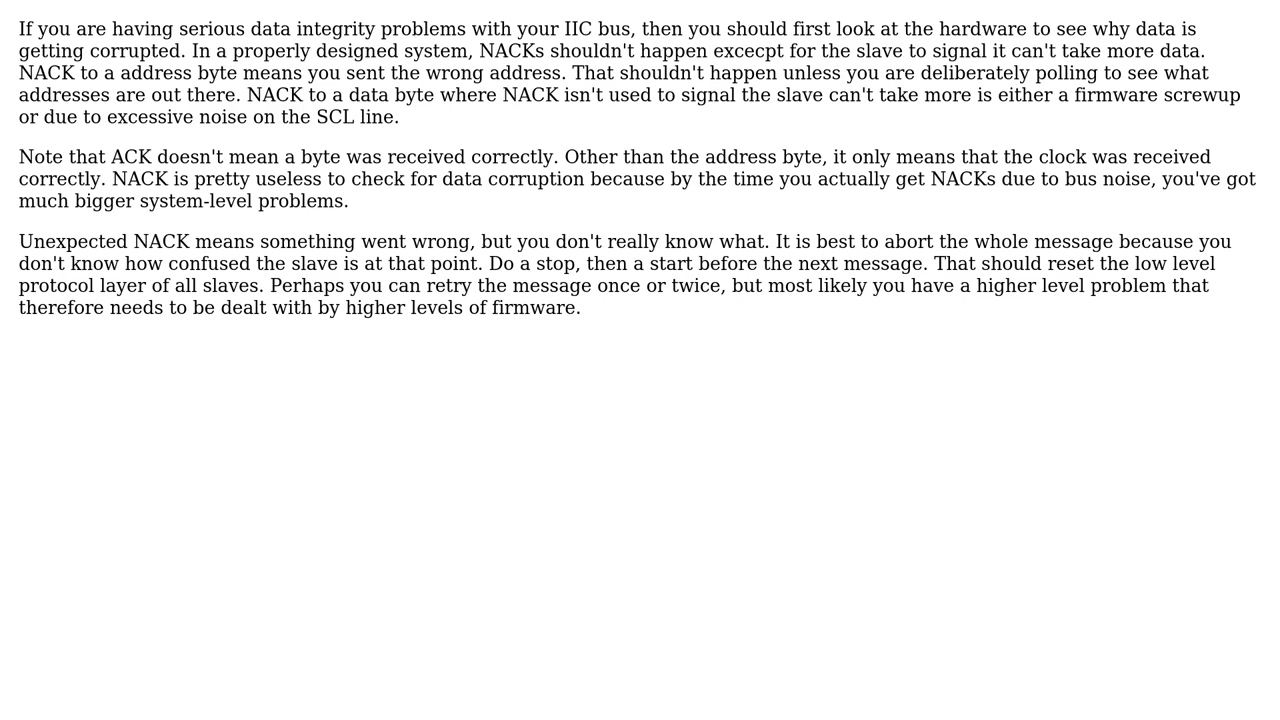 If you are having serious data integrity problems with your IIC bus, then you should first look at the hardware to see why data is
getting corrupted. In a properly designed system, NACKs shouldn't happen excecpt for the slave to signal it can't take more data.
NACK to a address byte means you sent the wrong address. That shouldn't happen unless you are deliberately polling to see what
addresses are out there. NACK to a data byte where NACK isn't used to signal the slave can't take more is either a firmware screwup
or due to excessive noise on the SCL line.
Note that ACK doesn't mean a byte was received correctly. Other than the address byte, it only means that the clock was received
correctly. NACK is pretty useless to check for data corruption because by the time you actually get NACKs due to bus noise, you've got
much bigger system-level problems.
Unexpected NACK means something went wrong, but you don't really know what. It is best to abort the whole message because you
don't know how confused the slave is at that point. Do a stop, then a start before the next message. That should reset the low level
protocol layer of all slaves. Perhaps you can retry the message once or twice, but most likely you have a higher level problem that
therefore needs to be dealt with by higher levels of firmware.